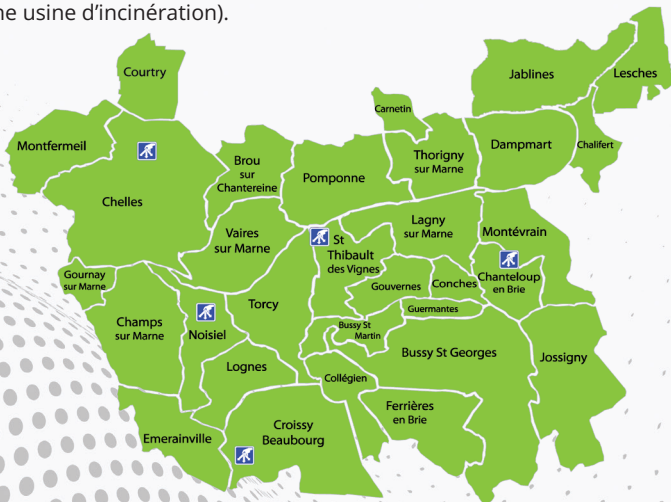 ne usine d’incinération).
Courtry
Jablines
Lesches
Carnetin
Montfermeil
Brou
sur
Chantereine
Pomponne
Thorigny
sur Marne
Dampmart
Chalifert
Chelles
Vaires
sur Marne
St
Thibault
des Vignes
Lagny
sur Marne
Montévrain
Gournay
sur Marne
Gouvernes
Conches
Chanteloup
en Brie
Champs
sur Marne
Noisiel
Torcy
Guermantes
Bussy St
Martin
Bussy St Georges
Jossigny
Lognes
Collégien
Ferrières
en Brie
Emerainville
Croissy
Beaubourg